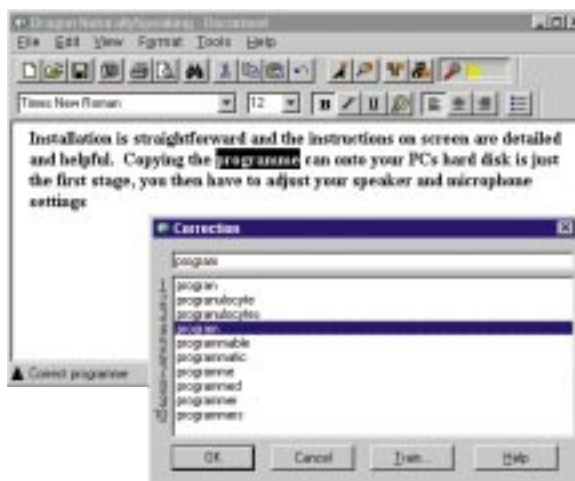 Dragon NaturallySpeaking - Document
File Edit View Format Tools Help
Times New Roman 12 B I U
Installation is straightforward and the instructions on screen are detailed
and helpful. Copying the programme can onto your PCs hard disk is just
the first stage, you then have to adjust your speaker and microphone
settings
Correction
program
program
progranulocyte
progranulocytes
program
programmable
programmatic
programme
programmed
programmer
programmers
Correct programme
OK Cancel Train... Help